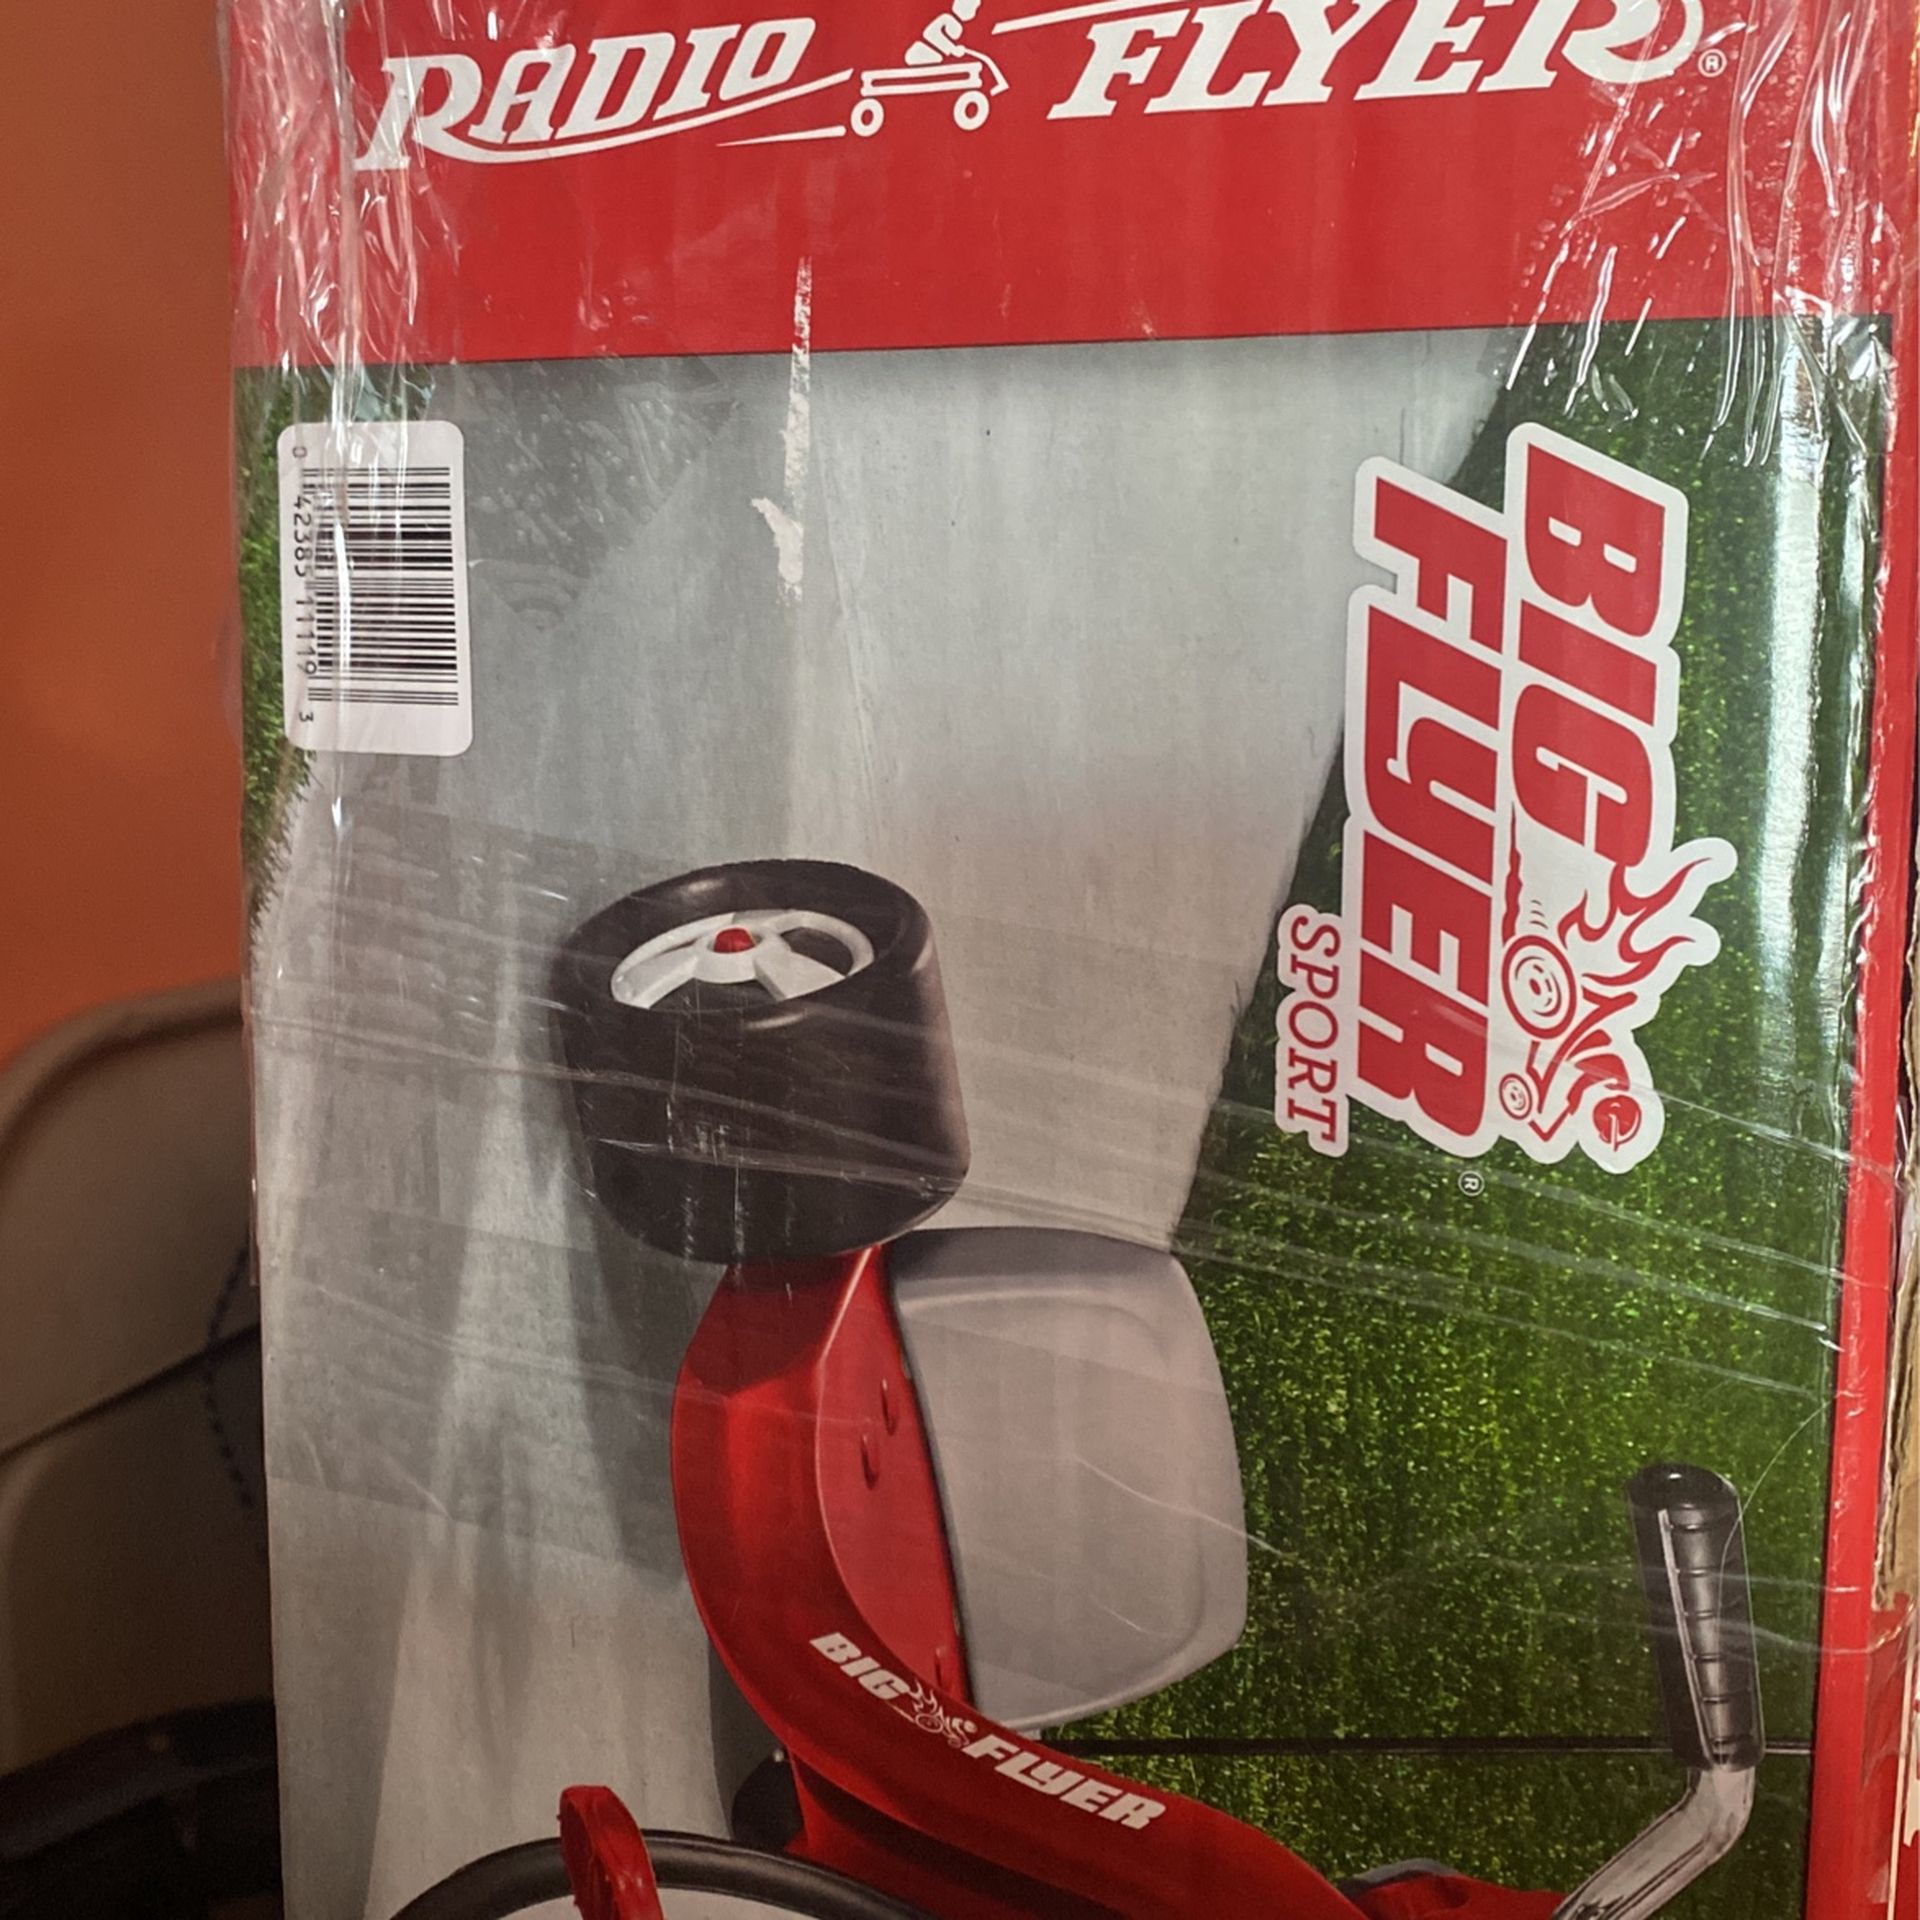 RADIO FLYER®
BIG
FLYER®
SPORT
0 42385 11119 3
BIG FLYER